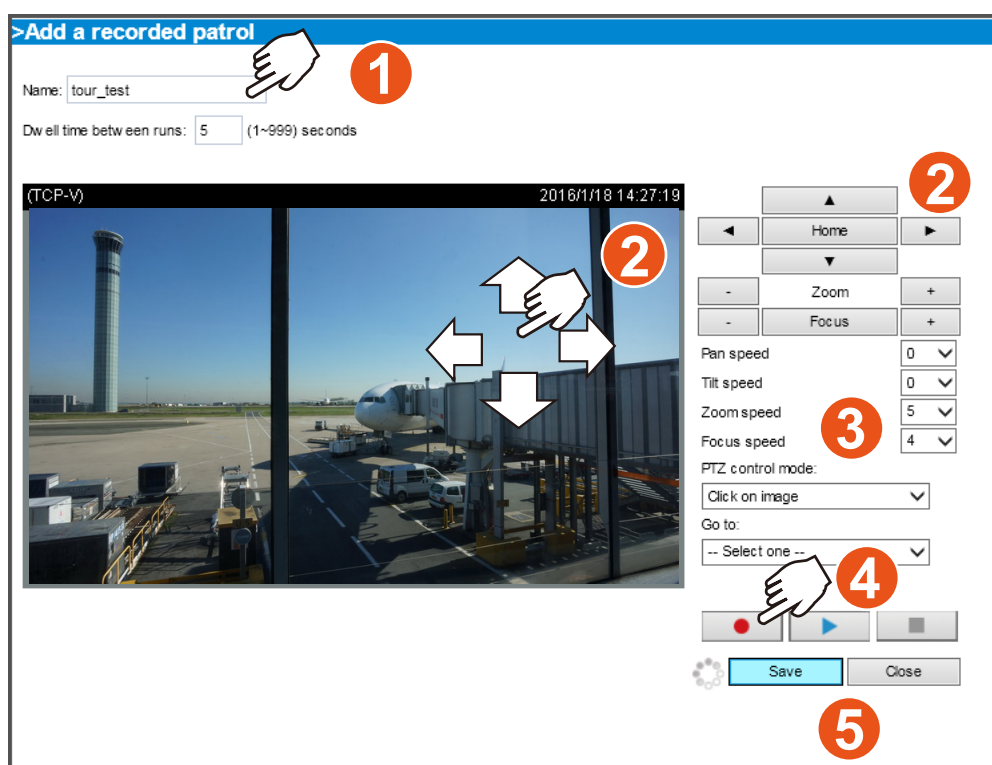 >Add a recorded patrol
1
Name: tour_test
Dwell time between runs: 5 (1~999) seconds
(TCP-V) 2016/1/18 14:27:19
2
2
▲
◄ Home ►
▼
- Zoom +
- Focus +
Pan speed 0
Tilt speed 0
Zoom speed 5
Focus speed 4
3
PTZ control mode:
Click on image
Go to:
-- Select one --
4
Save Close
5